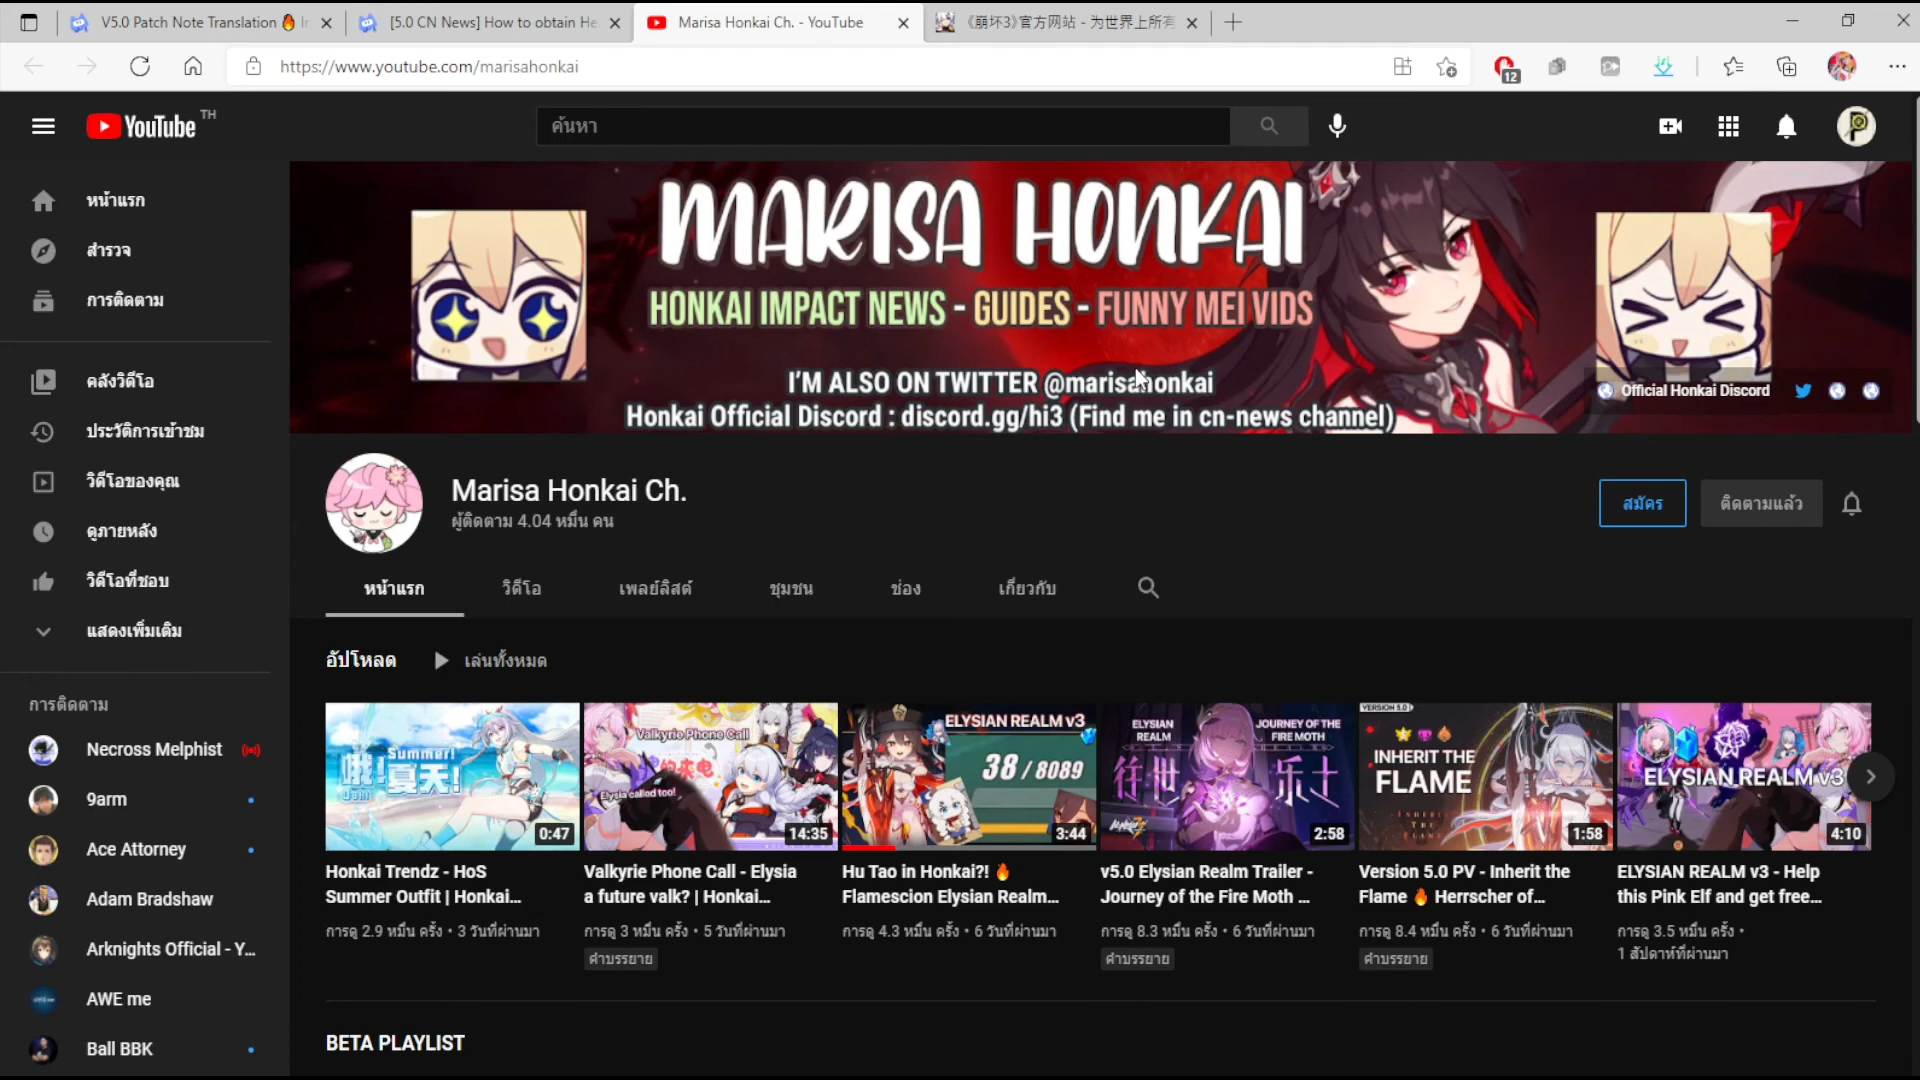 V5.0 Patch Note Translation🔥 I
[5.0 CN News] How to obtain He
Marisa Honkai Ch. - YouTube
《崩坏3》官方网站 - 为世界上所有
https://www.youtube.com/marisahonkai
12
YouTube TH
ค้นหา
หน้าแรก
สำรวจ
การติดตาม
คลังวิดีโอ
ประวัติการเข้าชม
วิดีโอของคุณ
ดูภายหลัง
วิดีโอที่ชอบ
แสดงเพิ่มเติม
การติดตาม
Necross Melphist
9arm
Ace Attorney
Adam Bradshaw
Arknights Official - Y...
AWE me
Ball BBK
MARISA HONKAI
HONKAI IMPACT NEWS - GUIDES - FUNNY MEI VIDS
I'M ALSO ON TWITTER @marisahonkai
Honkai Official Discord : discord.gg/hi3 (Find me in cn-news channel)
Official Honkai Discord
Marisa Honkai Ch.
ผู้ติดตาม 4.04 หมื่น คน
สมัคร
ติดตามแล้ว
หน้าแรก
วิดีโอ
เพลย์ลิสต์
ชุมชน
ช่อง
เกี่ยวกับ
อัปโหลด
เล่นทั้งหมด
Summer!
哦!夏天!
0:47
Honkai Trendz - HoS
Summer Outfit | Honkai...
การดู 2.9 หมื่น ครั้ง • 3 วันที่ผ่านมา
Valkyrie Phone Call
Elysia called too!
14:35
Valkyrie Phone Call - Elysia
a future valk? | Honkai...
การดู 3 หมื่น ครั้ง • 5 วันที่ผ่านมา
คำบรรยาย
ELYSIAN REALM v3
38 / 8089
3:44
Hu Tao in Honkai?! 🔥
Flamescion Elysian Realm...
การดู 4.3 หมื่น ครั้ง • 6 วันที่ผ่านมา
ELYSIAN REALM
JOURNEY OF THE FIRE MOTH
往世乐土
2:58
v5.0 Elysian Realm Trailer -
Journey of the Fire Moth ...
การดู 8.3 หมื่น ครั้ง • 6 วันที่ผ่านมา
คำบรรยาย
VERSION 5.0
INHERIT THE
FLAME
1:58
Version 5.0 PV - Inherit the
Flame 🔥 Herrscher of...
การดู 8.4 หมื่น ครั้ง • 6 วันที่ผ่านมา
คำบรรยาย
ELYSIAN REALM v3
4:10
ELYSIAN REALM v3 - Help
this Pink Elf and get free...
การดู 3.5 หมื่น ครั้ง •
1 สัปดาห์ที่ผ่านมา
BETA PLAYLIST